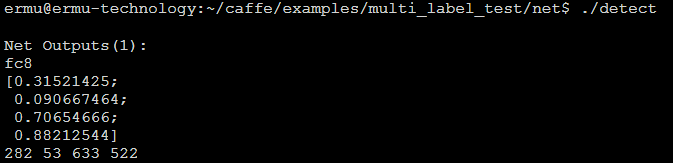 ermu@ermu-technology:~/caffe/examples/multi_label_test/net$ ./detect
Net Outputs(1):
fc8
[0.31521425;
0.090667464;
0.70654666;
0.88212544]
282 53 633 522